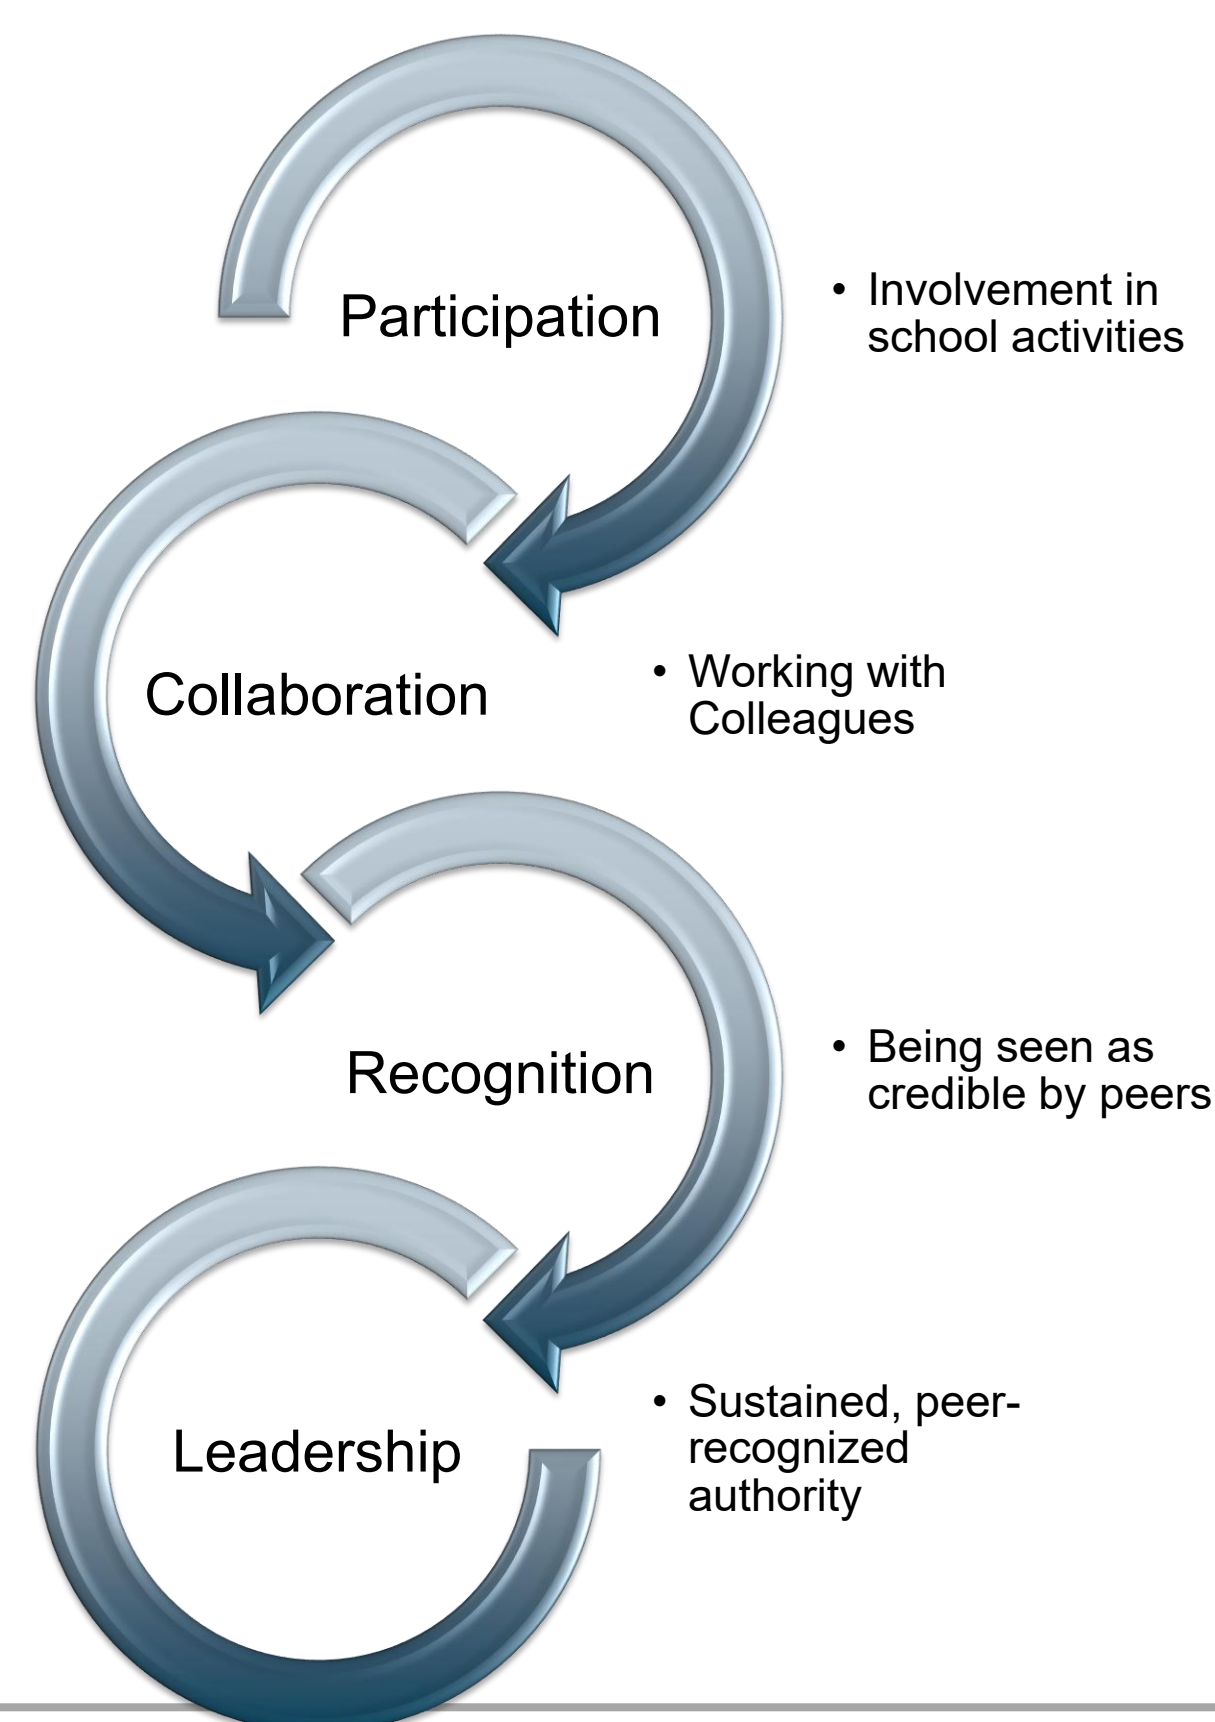 Participation
• Involvement in
school activities
Collaboration
• Working with
Colleagues
Recognition
• Being seen as
credible by peers
Leadership
• Sustained, peer-
recognized
authority